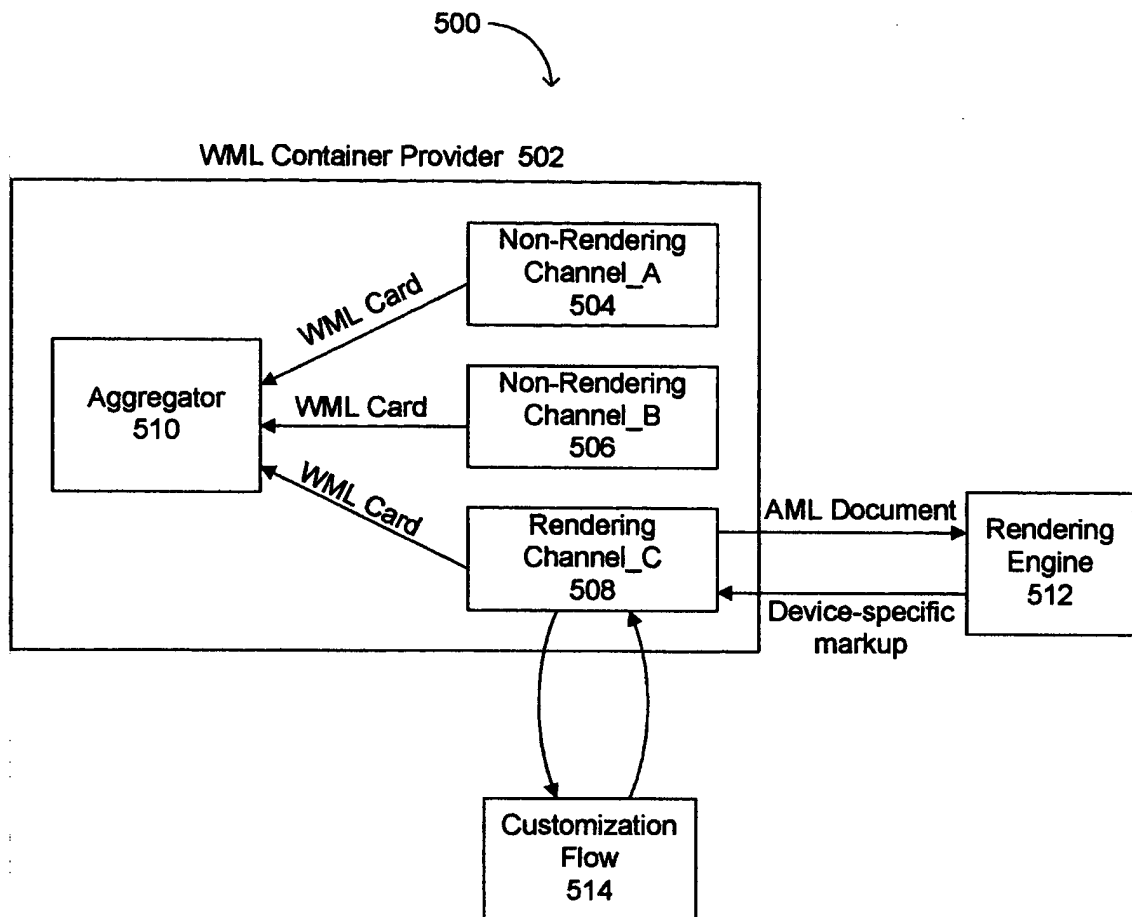 500
WML Container Provider 502
Non-Rendering
Channel_A
504
WML Card
Aggregator
510
WML Card
Non-Rendering
Channel_B
506
WML Card
Rendering
Channel_C
508
AML Document
Device-specific
markup
Rendering
Engine
512
Customization
Flow
514